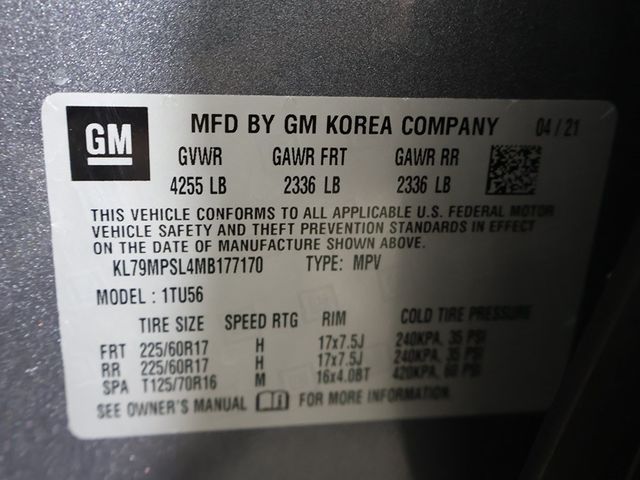 GM MFD BY GM KOREA COMPANY 04/21
GVWR GAWR FRT GAWR RR
4255 LB 2336 LB 2336 LB
THIS VEHICLE CONFORMS TO ALL APPLICABLE U.S. FEDERAL MOTOR
VEHICLE SAFETY AND THEFT PREVENTION STANDARDS IN EFFECT
ON THE DATE OF MANUFACTURE SHOWN ABOVE.
KL79MPSL4MB177170 TYPE: MPV
MODEL : 1TU56
TIRE SIZE SPEED RTG RIM COLD TIRE PRESSURE
FRT 225/60R17 H 17x7.5J 240KPA, 35 PSI
RR 225/60R17 H 17x7.5J 240KPA, 35 PSI
SPA T125/70R16 M 16x4.0BT 420KPA, 60 PSI
SEE OWNER'S MANUAL FOR MORE INFORMATION.